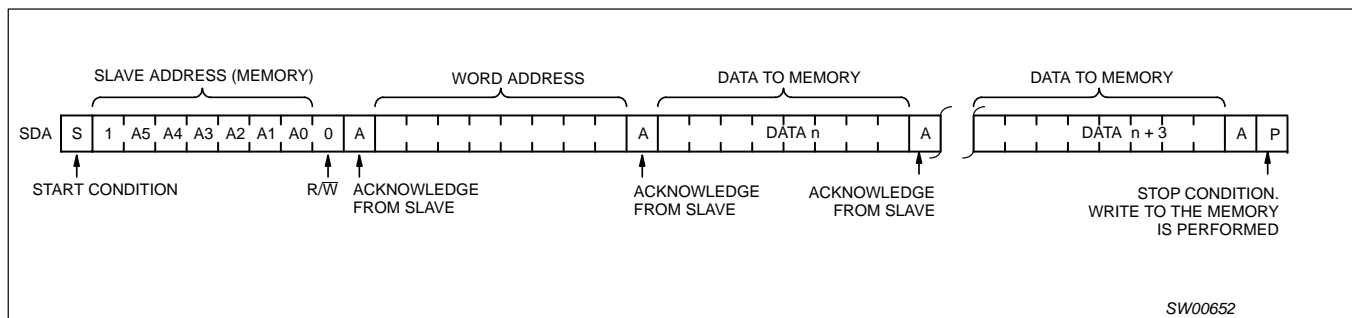 SLAVE ADDRESS (MEMORY) WORD ADDRESS DATA TO MEMORY DATA TO MEMORY
SDA S 1 A5 A4 A3 A2 A1 A0 0 A A DATA n A DATA n + 3 A P
START CONDITION
R/W̅
ACKNOWLEDGE
FROM SLAVE
ACKNOWLEDGE
FROM SLAVE
ACKNOWLEDGE
FROM SLAVE
STOP CONDITION.
WRITE TO THE MEMORY
IS PERFORMED
SW00652